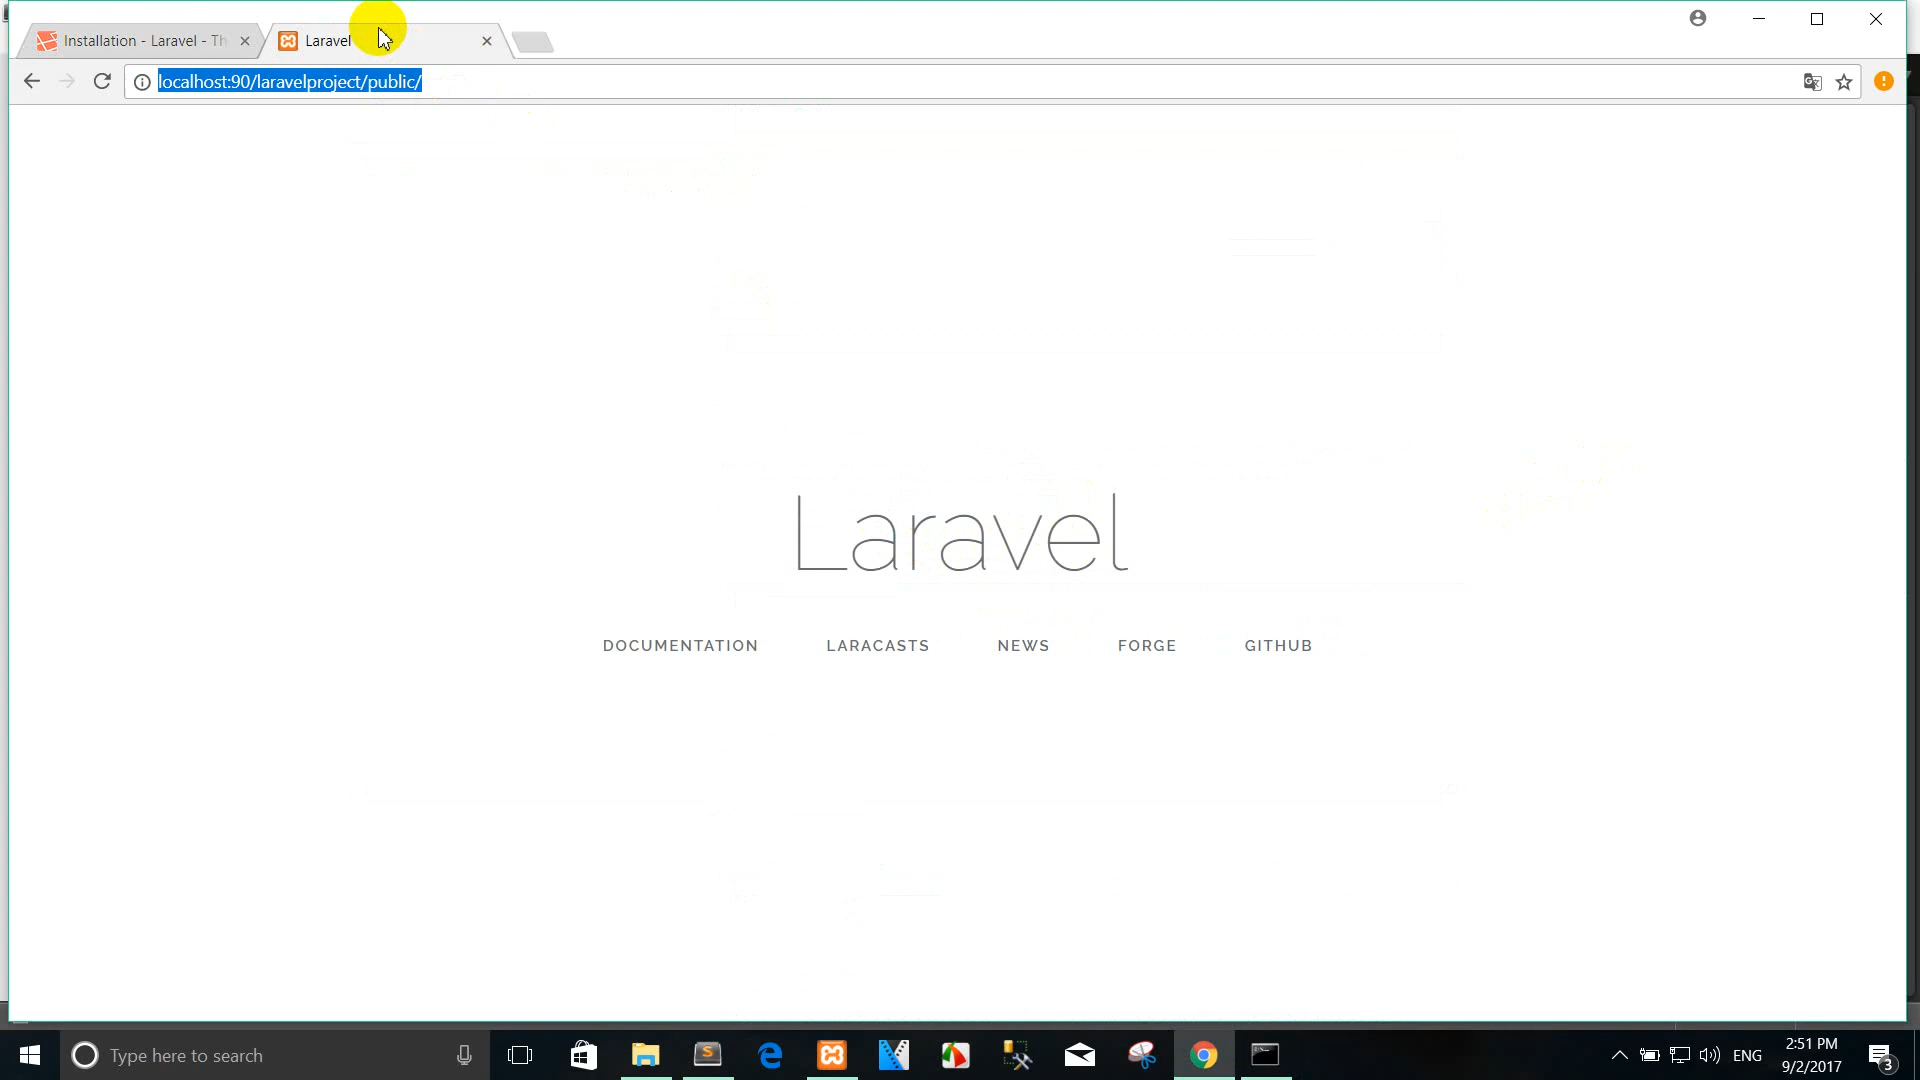 Installation - Laravel - Th
Laravel
localhost:90/laravelproject/public/
Laravel
DOCUMENTATION LARACASTS NEWS FORGE GITHUB
Type here to search
ENG
2:51 PM
9/2/2017
3